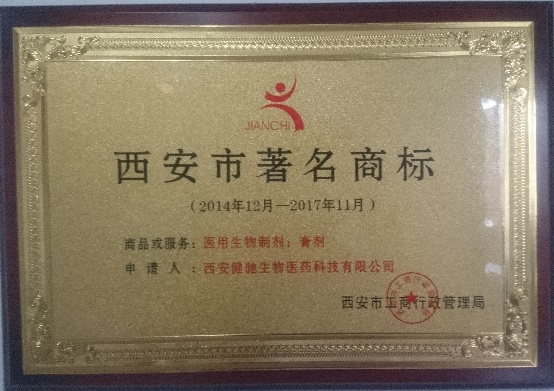 JIANCHI
西安市著名商标
（2014年12月—2017年11月）
商品或服务：医用生物制剂；膏剂
申请人：西安健驰生物医药科技有限公司
西安市工商行政管理局